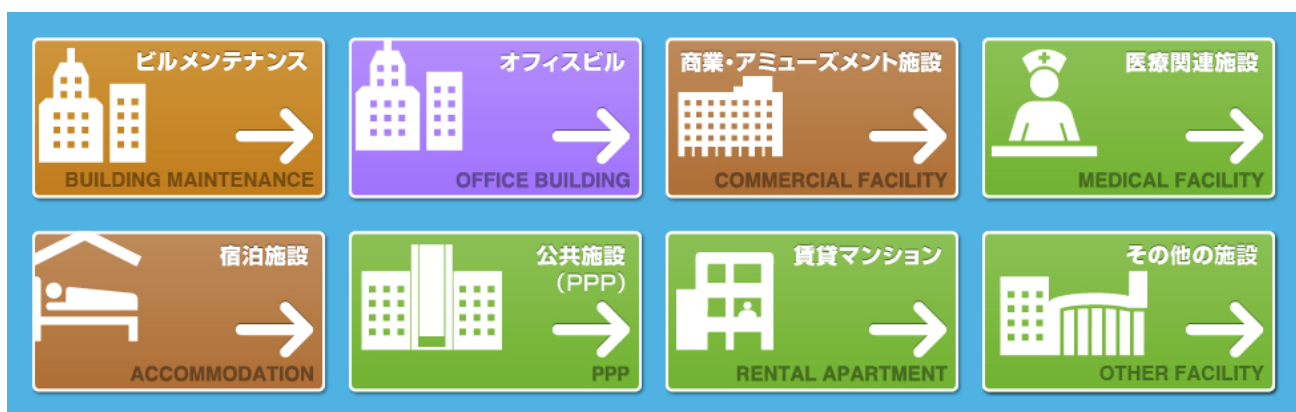 ビルメンテナンス
BUILDING MAINTENANCE
オフィスビル
OFFICE BUILDING
商業・アミューズメント施設
COMMERCIAL FACILITY
医療関連施設
MEDICAL FACILITY
宿泊施設
ACCOMMODATION
公共施設
(PPP)
PPP
賃貸マンション
RENTAL APARTMENT
その他の施設
OTHER FACILITY